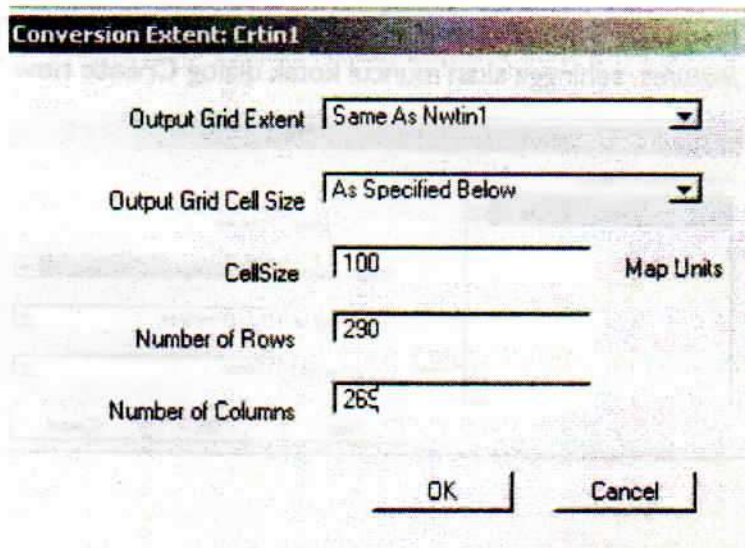 Conversion Extent: Crtin1
Output Grid Extent Same As Nwtin1
Output Grid Cell Size As Specified Below
CellSize 100 Map Units
Number of Rows 290
Number of Columns
OK Cancel